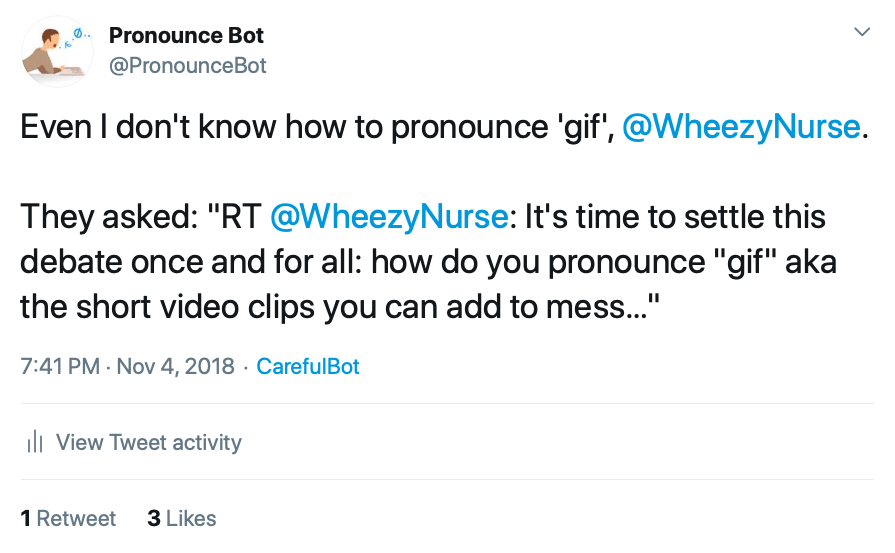 Pronounce Bot
@PronounceBot
Even I don't know how to pronounce 'gif', @WheezyNurse.
They asked: "RT @WheezyNurse: It's time to settle this
debate once and for all: how do you pronounce "gif" aka
the short video clips you can add to mess..."
7:41 PM · Nov 4, 2018 · CarefulBot
View Tweet activity
1 Retweet 3 Likes